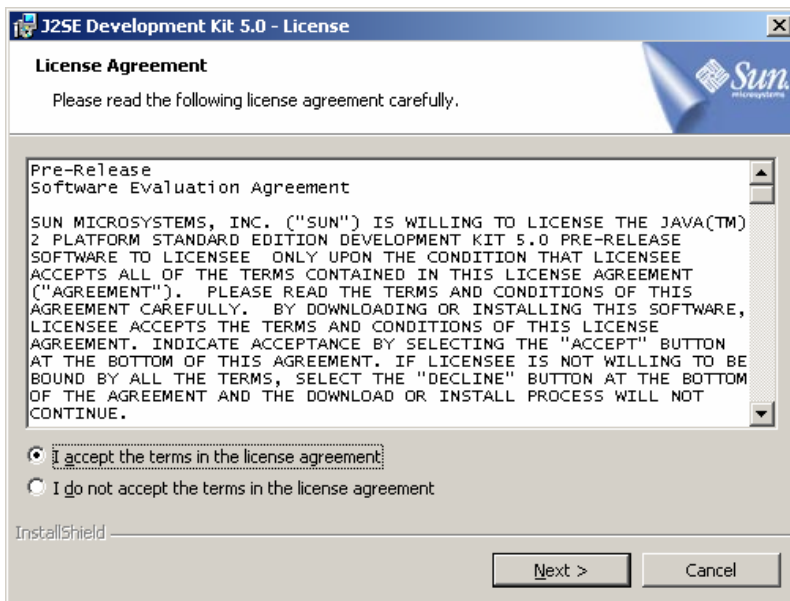 J2SE Development Kit 5.0 - License
License Agreement
Please read the following license agreement carefully.
Sun
microsystems
Pre-Release
Software Evaluation Agreement
SUN MICROSYSTEMS, INC. ("SUN") IS WILLING TO LICENSE THE JAVA(TM)
2 PLATFORM STANDARD EDITION DEVELOPMENT KIT 5.0 PRE-RELEASE
SOFTWARE TO LICENSEE  ONLY UPON THE CONDITION THAT LICENSEE
ACCEPTS ALL OF THE TERMS CONTAINED IN THIS LICENSE AGREEMENT
("AGREEMENT").  PLEASE READ THE TERMS AND CONDITIONS OF THIS
AGREEMENT CAREFULLY.  BY DOWNLOADING OR INSTALLING THIS SOFTWARE,
LICENSEE ACCEPTS THE TERMS AND CONDITIONS OF THIS LICENSE
AGREEMENT. INDICATE ACCEPTANCE BY SELECTING THE "ACCEPT" BUTTON
AT THE BOTTOM OF THIS AGREEMENT. IF LICENSEE IS NOT WILLING TO BE
BOUND BY ALL THE TERMS, SELECT THE "DECLINE" BUTTON AT THE BOTTOM
OF THE AGREEMENT AND THE DOWNLOAD OR INSTALL PROCESS WILL NOT
CONTINUE.
I accept the terms in the license agreement
I do not accept the terms in the license agreement
InstallShield
Next >
Cancel